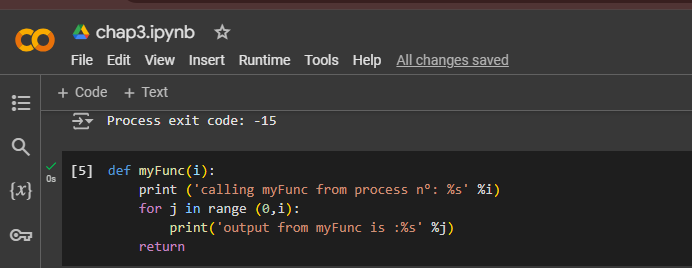 chap3.ipynb
File Edit View Insert Runtime Tools Help All changes saved
+ Code + Text
Process exit code: -15
[5] def myFunc(i):
0s
    print ('calling myFunc from process n°: %s' %i)
    for j in range (0,i):
        print('output from myFunc is :%s' %j)
    return
{x}